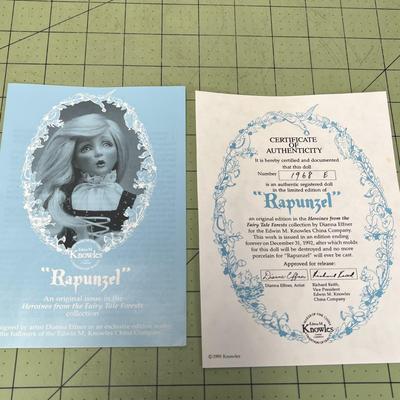 Edwin M.
Knowles
"Rapunzel"
An original issue in the
Heroines from the Fairy Tale Forests
collection
signed by artist Dianna Effner in an exclusive edition under
the hallmark of the Edwin M. Knowles China Company.
CERTIFICATE
OF
AUTHENTICITY
It is hereby certified and documented
that this doll
Number 1968 E
is an authentic registered doll
in the limited edition of
"Rapunzel"
an original edition in the Heroines from the
Fairy Tale Forests collection by Dianna Effner
for the Edwin M. Knowles China Company.
This work is issued in an edition ending
forever on December 31, 1992, after which molds
for this doll will be destroyed and no more
porcelain for "Rapunzel" will ever be cast.
Approved for release:
Dianna Effner, Artist
Richard Keith,
Vice President
Edwin M. Knowles
China Company
Edwin M.
Knowles
©1991 Knowles